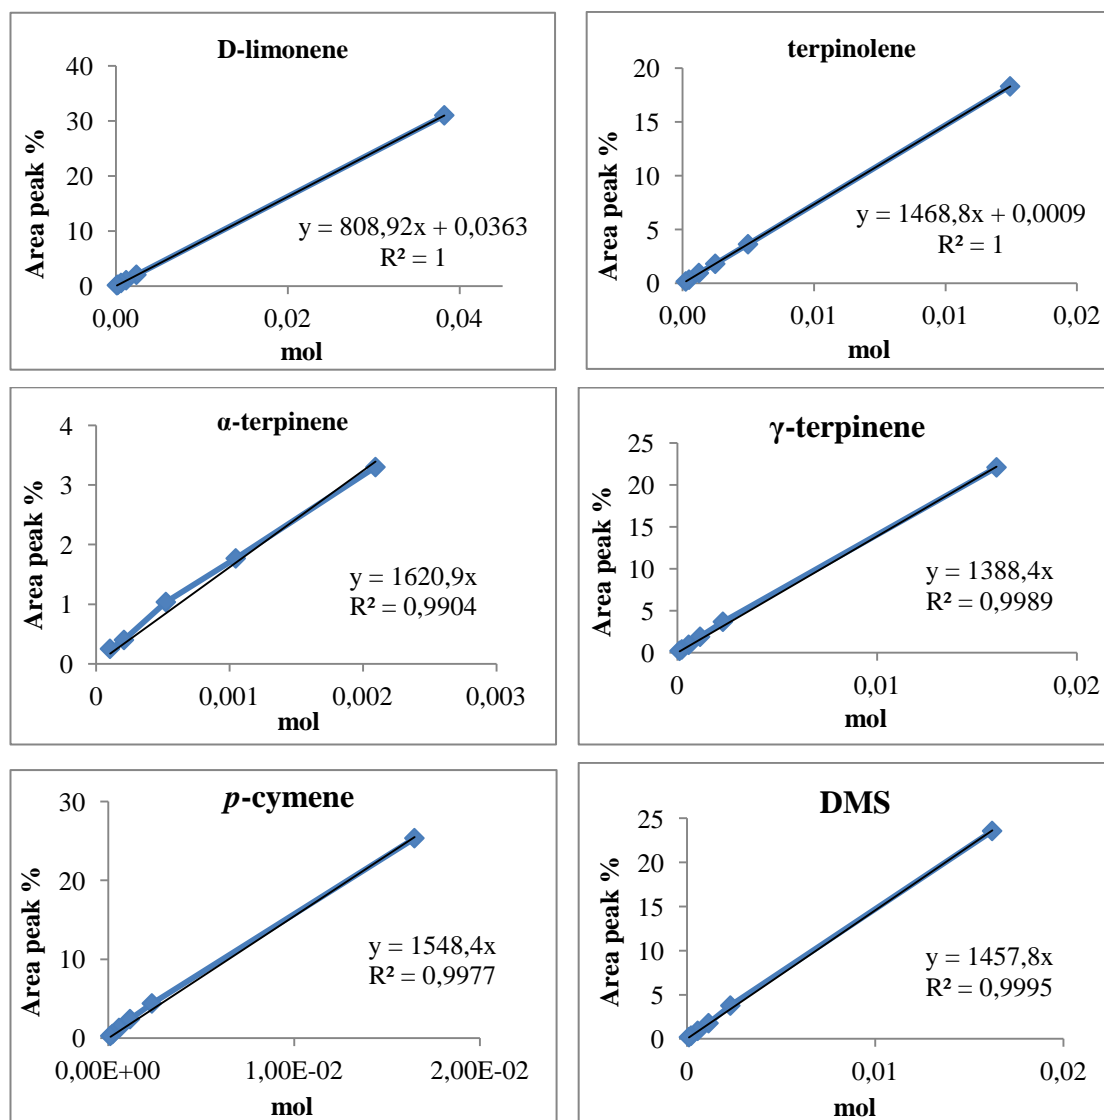 D-limonene
40
30
20
10
0
0,00
0,02
0,04
Area peak %
mol
y = 808,92x + 0,0363
R² = 1
terpinolene
20
15
10
5
0
0,00
0,01
0,01
0,02
Area peak %
mol
y = 1468,8x + 0,0009
R² = 1
α-terpinene
4
3
2
1
0
0
0,001
0,002
0,003
Area peak %
mol
y = 1620,9x
R² = 0,9904
γ-terpinene
25
20
15
10
5
0
0
0,01
0,02
Area peak %
mol
y = 1388,4x
R² = 0,9989
p-cymene
30
20
10
0
0,00E+00
1,00E-02
2,00E-02
Area peak %
mol
y = 1548,4x
R² = 0,9977
DMS
25
20
15
10
5
0
0
0,01
0,02
Area peak %
mol
y = 1457,8x
R² = 0,9995